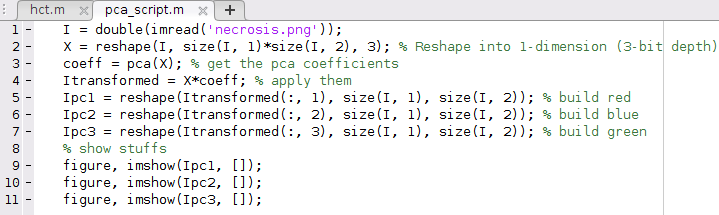 hct.m × pca_script.m × +
1 - I = double(imread('necrosis.png'));
2 - X = reshape(I, size(I, 1)*size(I, 2), 3); % Reshape into 1-dimension (3-bit depth)
3 - coeff = pca(X); % get the pca coefficients
4 - Itransformed = X*coeff; % apply them
5 - Ipc1 = reshape(Itransformed(:, 1), size(I, 1), size(I, 2)); % build red
6 - Ipc2 = reshape(Itransformed(:, 2), size(I, 1), size(I, 2)); % build blue
7 - Ipc3 = reshape(Itransformed(:, 3), size(I, 1), size(I, 2)); % build green
8 % show stuffs
9 - figure, imshow(Ipc1, []);
10 - figure, imshow(Ipc2, []);
11 - figure, imshow(Ipc3, []);